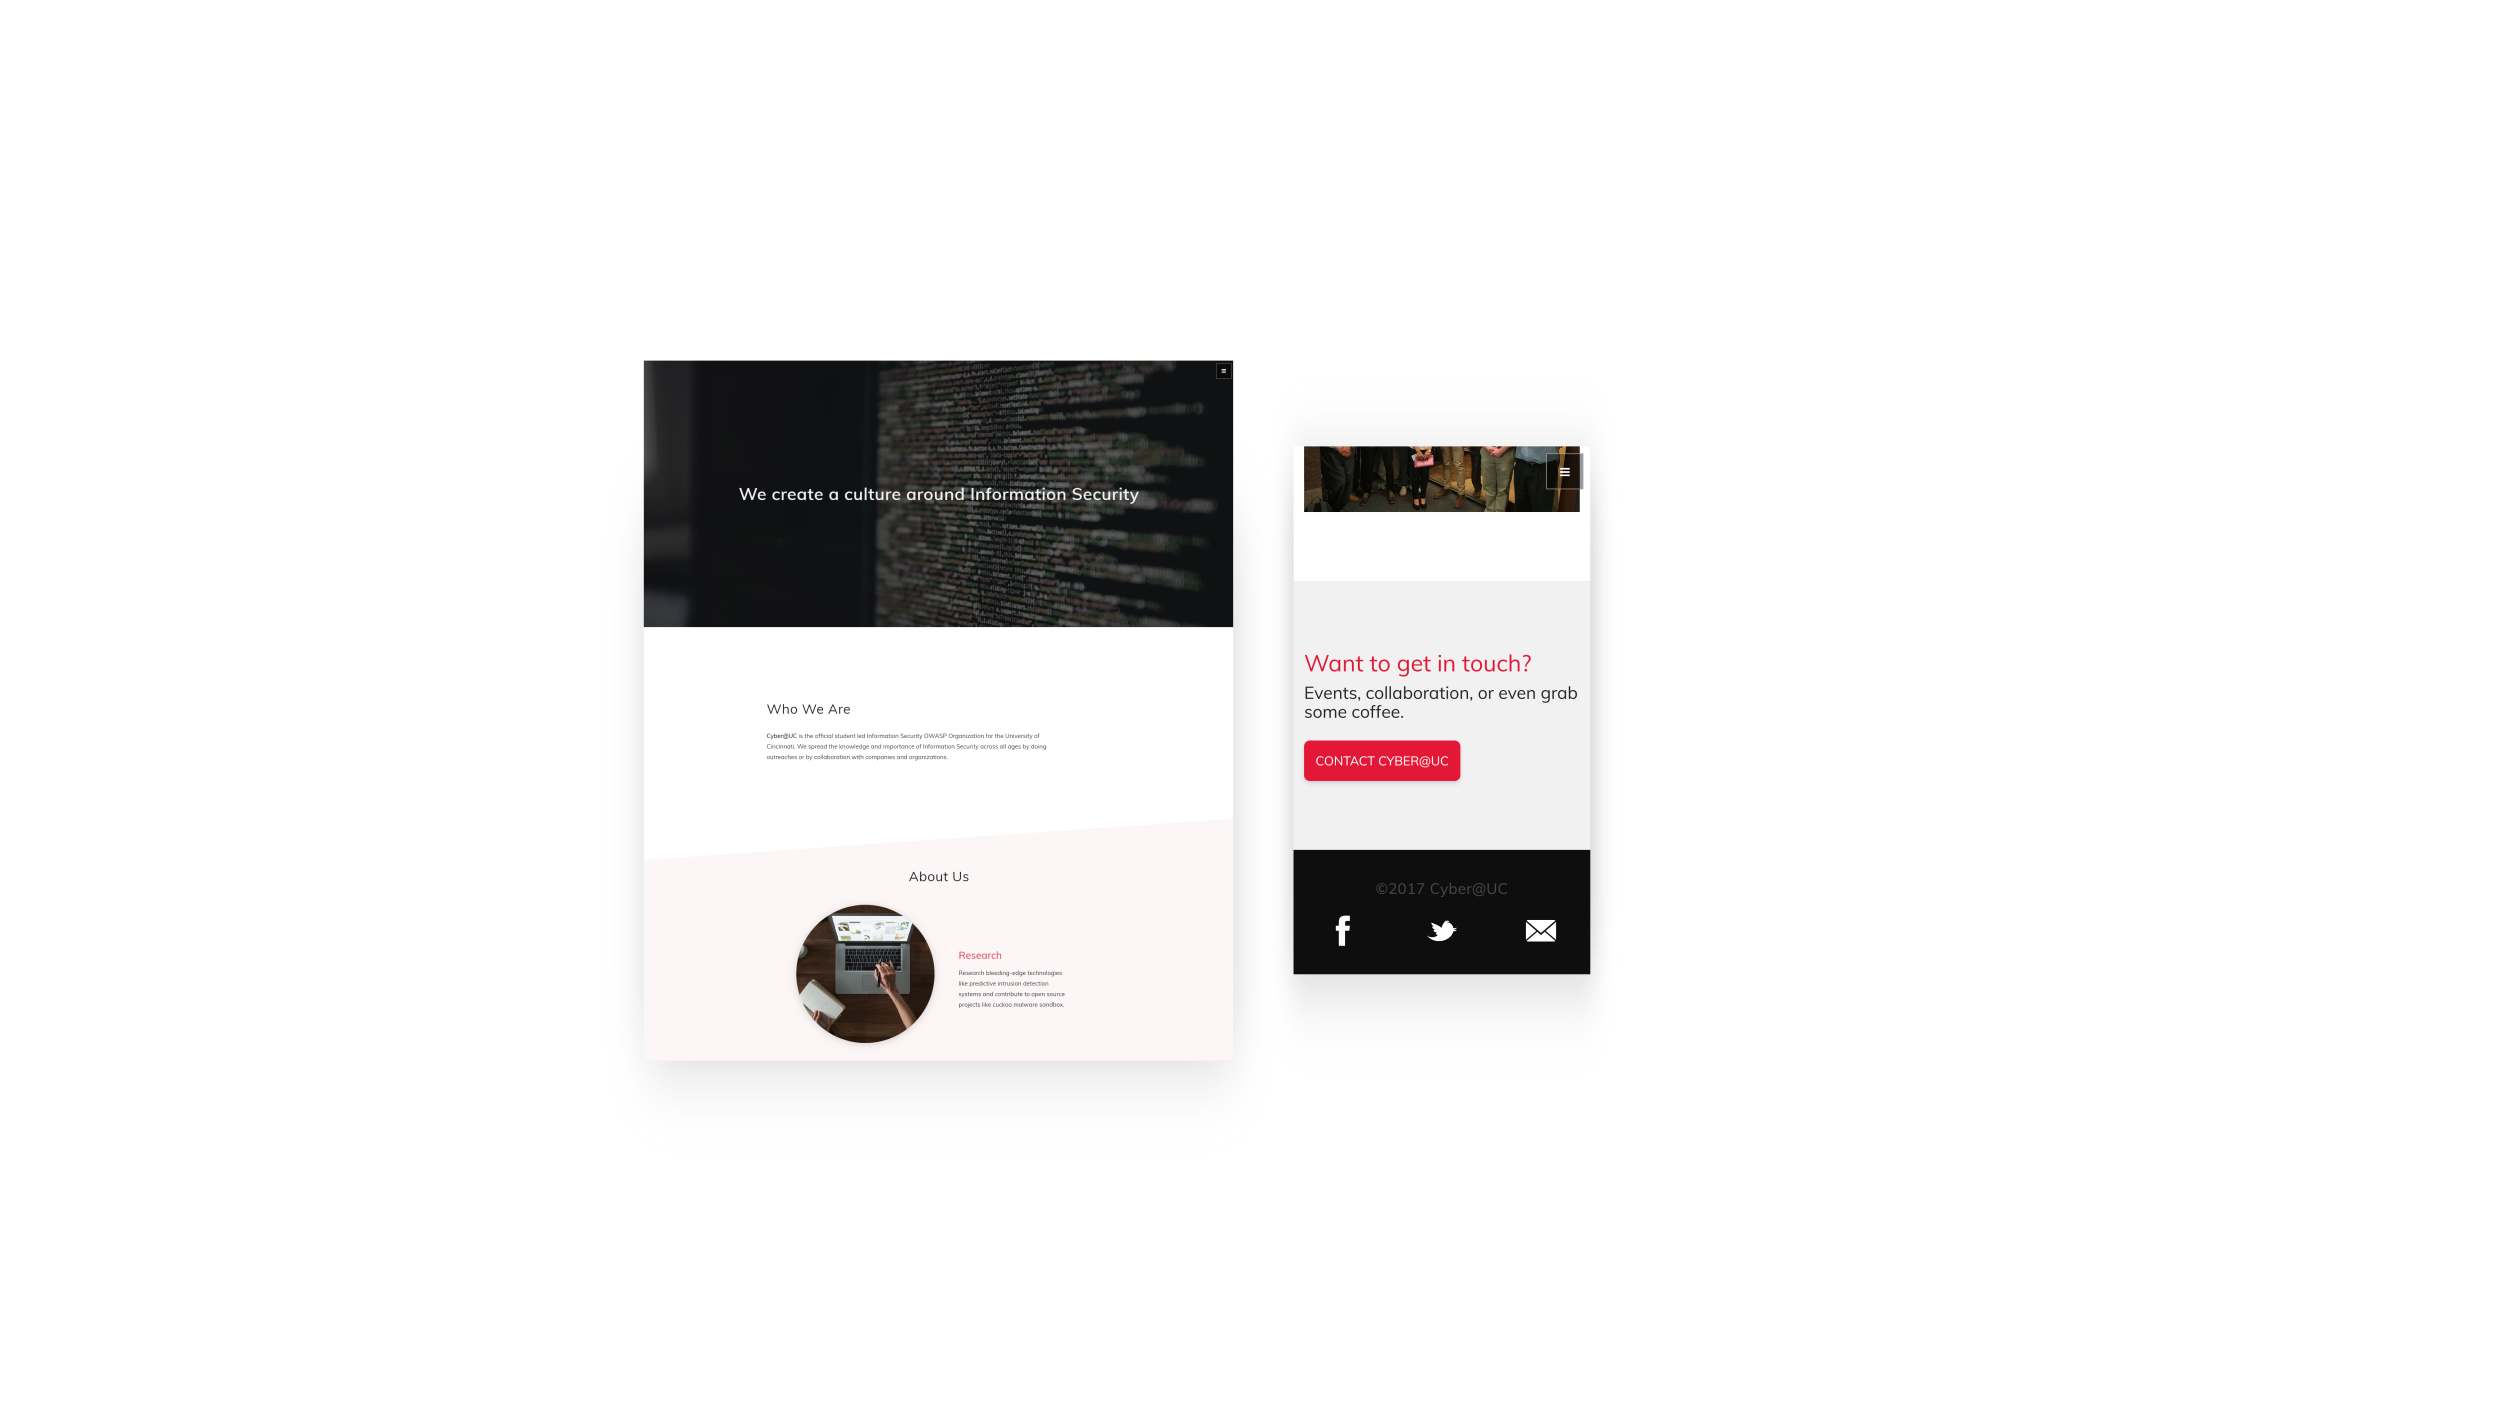 We create a culture around Information Security
Who We Are
Cyber@UC is the official student led Information Security OWASP Organization for the University of
Cincinnati. We spread the knowledge and importance of Information Security across all ages by doing
outreaches or by collaboration with companies and organizations.
About Us
Research
Research bleeding-edge technologies
like predictive intrusion detection
systems and contribute to open source
projects like cuckoo malware sandbox.
Want to get in touch?
Events, collaboration, or even grab
some coffee.
CONTACT CYBER@UC
©2017 Cyber@UC